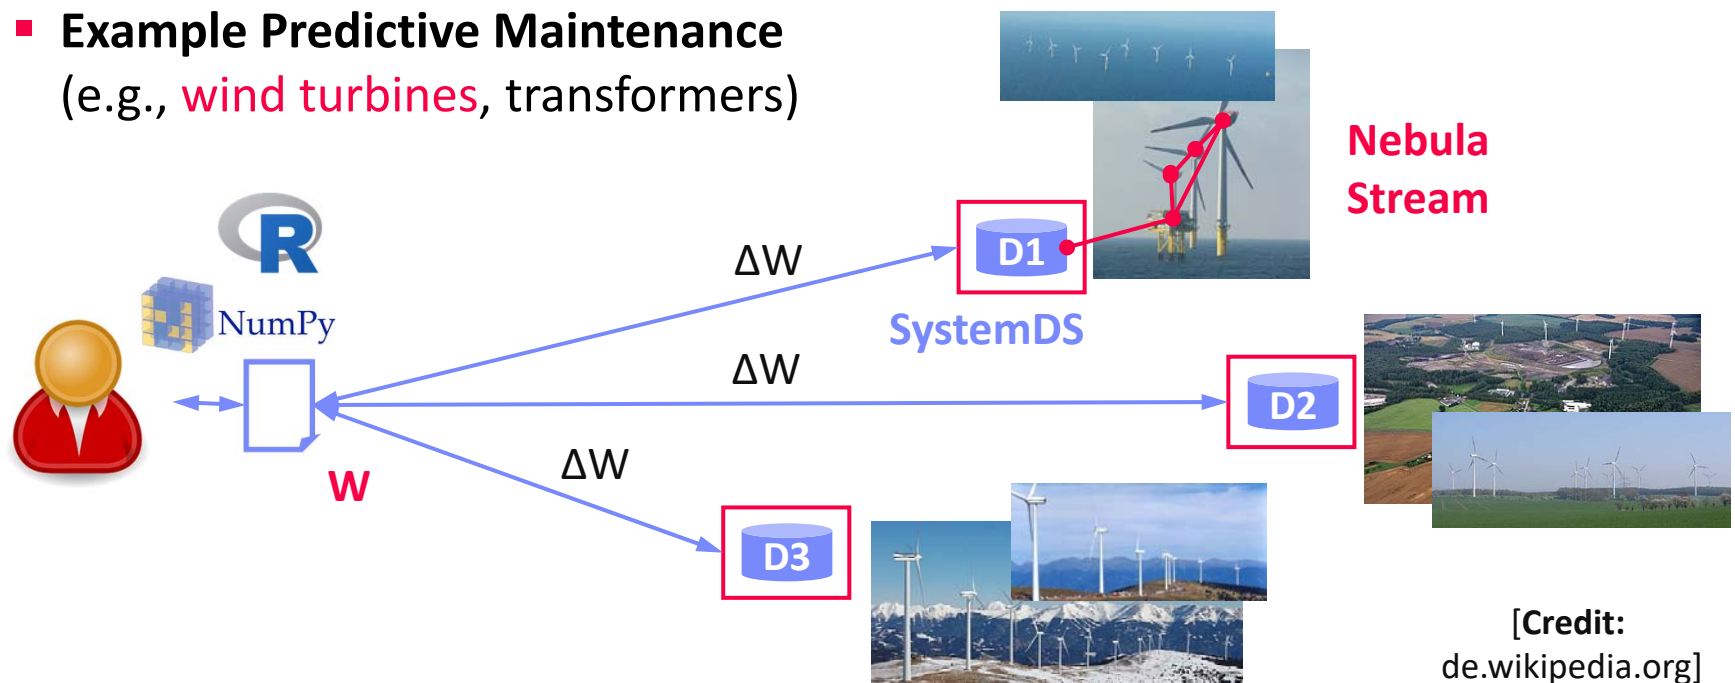 Example Predictive Maintenance
(e.g., wind turbines, transformers)
Nebula
Stream
R
NumPy
ΔW
D1
SystemDS
ΔW
D2
W
ΔW
D3
[Credit:
de.wikipedia.org]